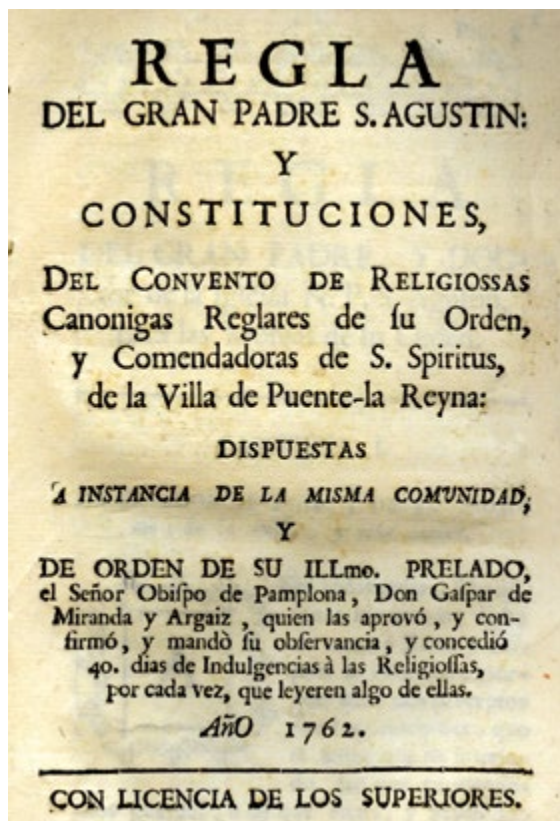 REGLA
DEL GRAN PADRE S. AGUSTIN:
Y
CONSTITUCIONES,
DEL CONVENTO DE RELIGIOSSAS
Canonigas Reglares de ſu Orden,
y Comendadoras de S. Spiritus,
de la Villa de Puente-la Reyna:
DISPUESTAS
A INSTANCIA DE LA MISMA COMVNIDAD;
Y
DE ORDEN DE SU ILLmo. PRELADO,
el Señor Obiſpo de Pamplona, Don Gaſpar de
Miranda y Argaiz, quien las aprovó, y con-
firmó, y mandò ſu obſervancia, y concedió
40. dias de Indulgencias à las Religioſſas,
por cada vez, que leyeren algo de ellas.
AÑO 1762.
CON LICENCIA DE LOS SUPERIORES.